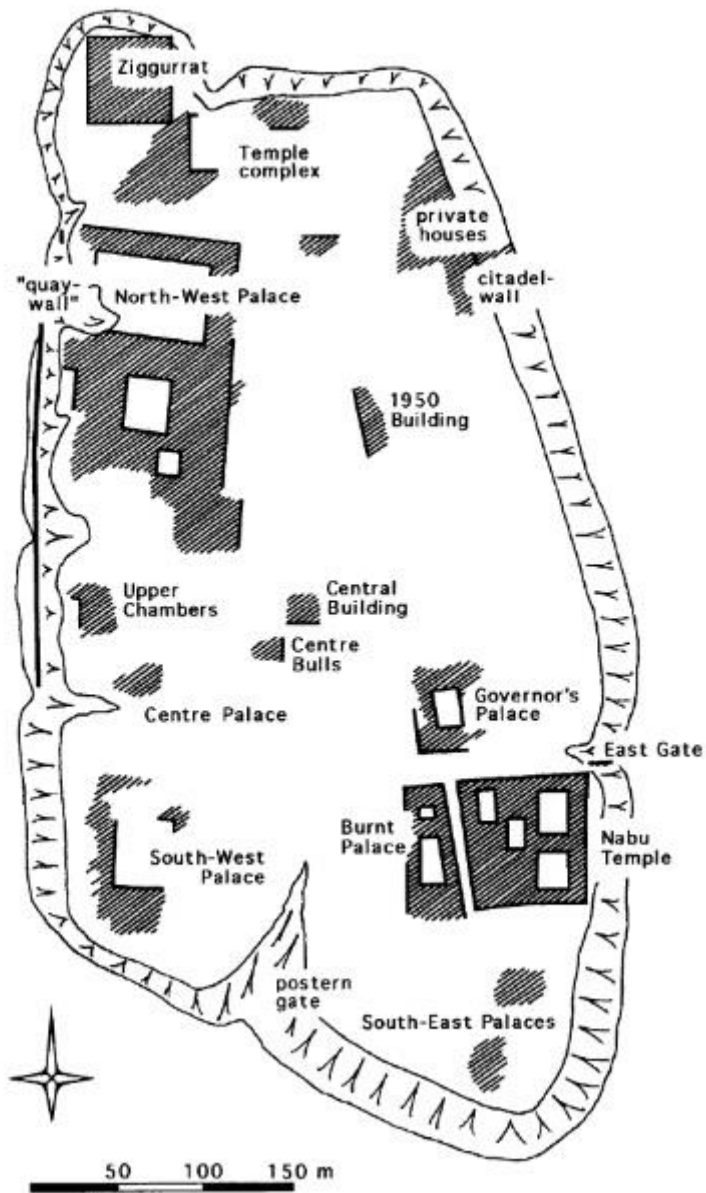 Ziggurrat
Temple
complex
private
houses
"quay-
wall"
North-West Palace
citadel-
wall
1950
Building
Upper
Chambers
Central
Building
Centre
Bulls
Centre Palace
Governor's
Palace
East Gate
Burnt
Palace
Nabu
Temple
South-West
Palace
postern
gate
South-East Palaces
50 100 150 m